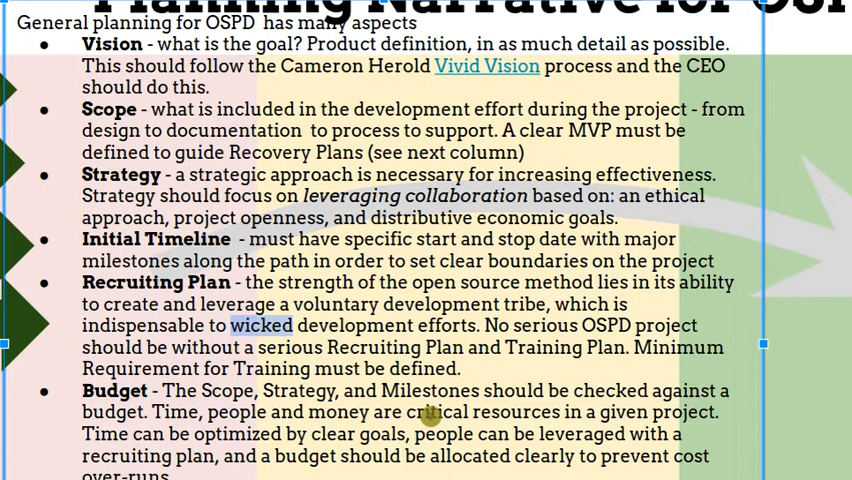 Planning Narrative for OSP
General planning for OSPD has many aspects
● Vision - what is the goal? Product definition, in as much detail as possible.
This should follow the Cameron Herold Vivid Vision process and the CEO
should do this.
● Scope - what is included in the development effort during the project - from
design to documentation to process to support. A clear MVP must be
defined to guide Recovery Plans (see next column)
● Strategy - a strategic approach is necessary for increasing effectiveness.
Strategy should focus on leveraging collaboration based on: an ethical
approach, project openness, and distributive economic goals.
● Initial Timeline - must have specific start and stop date with major
milestones along the path in order to set clear boundaries on the project
● Recruiting Plan - the strength of the open source method lies in its ability
to create and leverage a voluntary development tribe, which is
indispensable to wicked development efforts. No serious OSPD project
should be without a serious Recruiting Plan and Training Plan. Minimum
Requirement for Training must be defined.
● Budget - The Scope, Strategy, and Milestones should be checked against a
budget. Time, people and money are critical resources in a given project.
Time can be optimized by clear goals, people can be leveraged with a
recruiting plan, and a budget should be allocated clearly to prevent cost
over-runs.